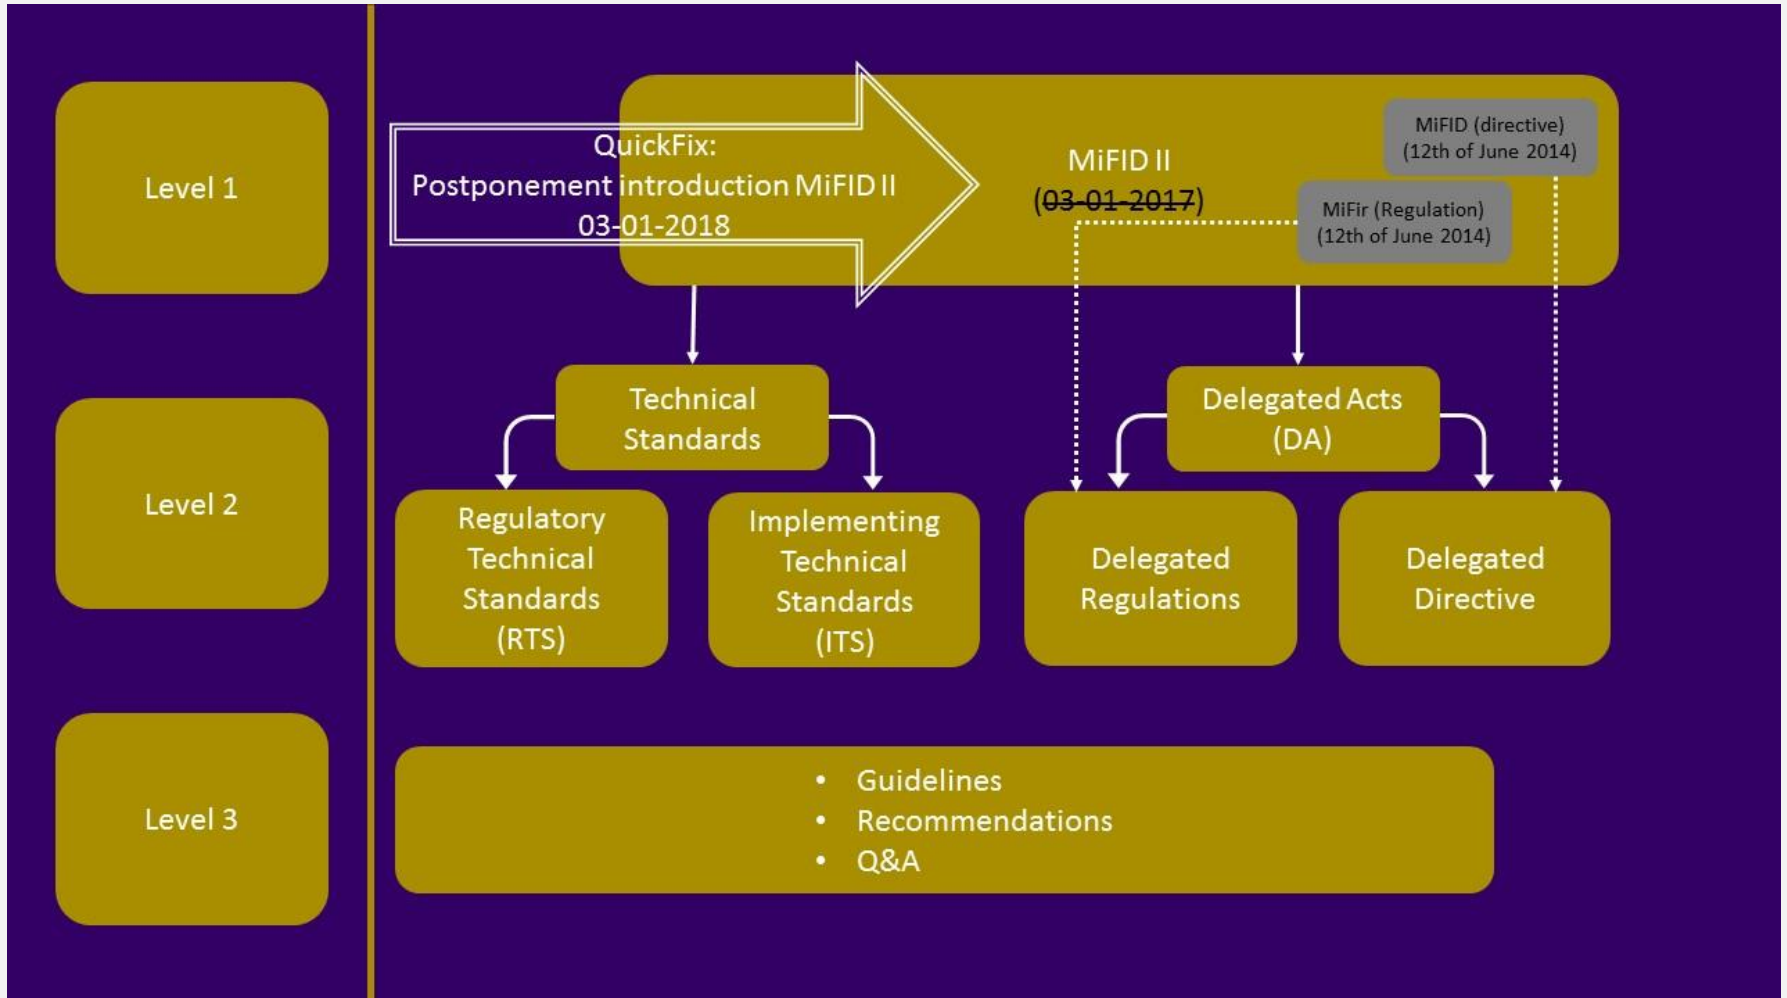 Level 1
QuickFix:
Postponement introduction MiFID II
03-01-2018
MiFID II
(03-01-2017)
MiFID (directive)
(12th of June 2014)
MiFir (Regulation)
(12th of June 2014)
Level 2
Technical
Standards
Delegated Acts
(DA)
Regulatory
Technical
Standards
(RTS)
Implementing
Technical
Standards
(ITS)
Delegated
Regulations
Delegated
Directive
Level 3
• Guidelines
• Recommendations
• Q&A